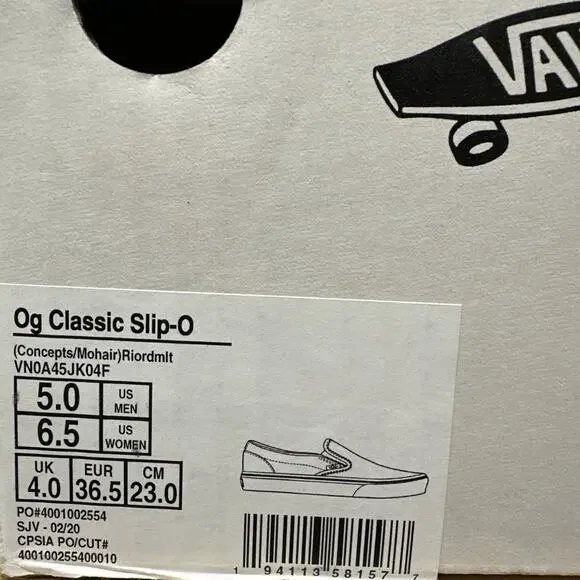 VAN
Og Classic Slip-O
(Concepts/Mohair)Riordmlt
VN0A45JK04F
5.0 US MEN
6.5 US WOMEN
UK 4.0 EUR 36.5 CM 23.0
PO#4001002554
SJV - 02/20
CPSIA PO/CUT#
400100255400010
1 94113 58157 7